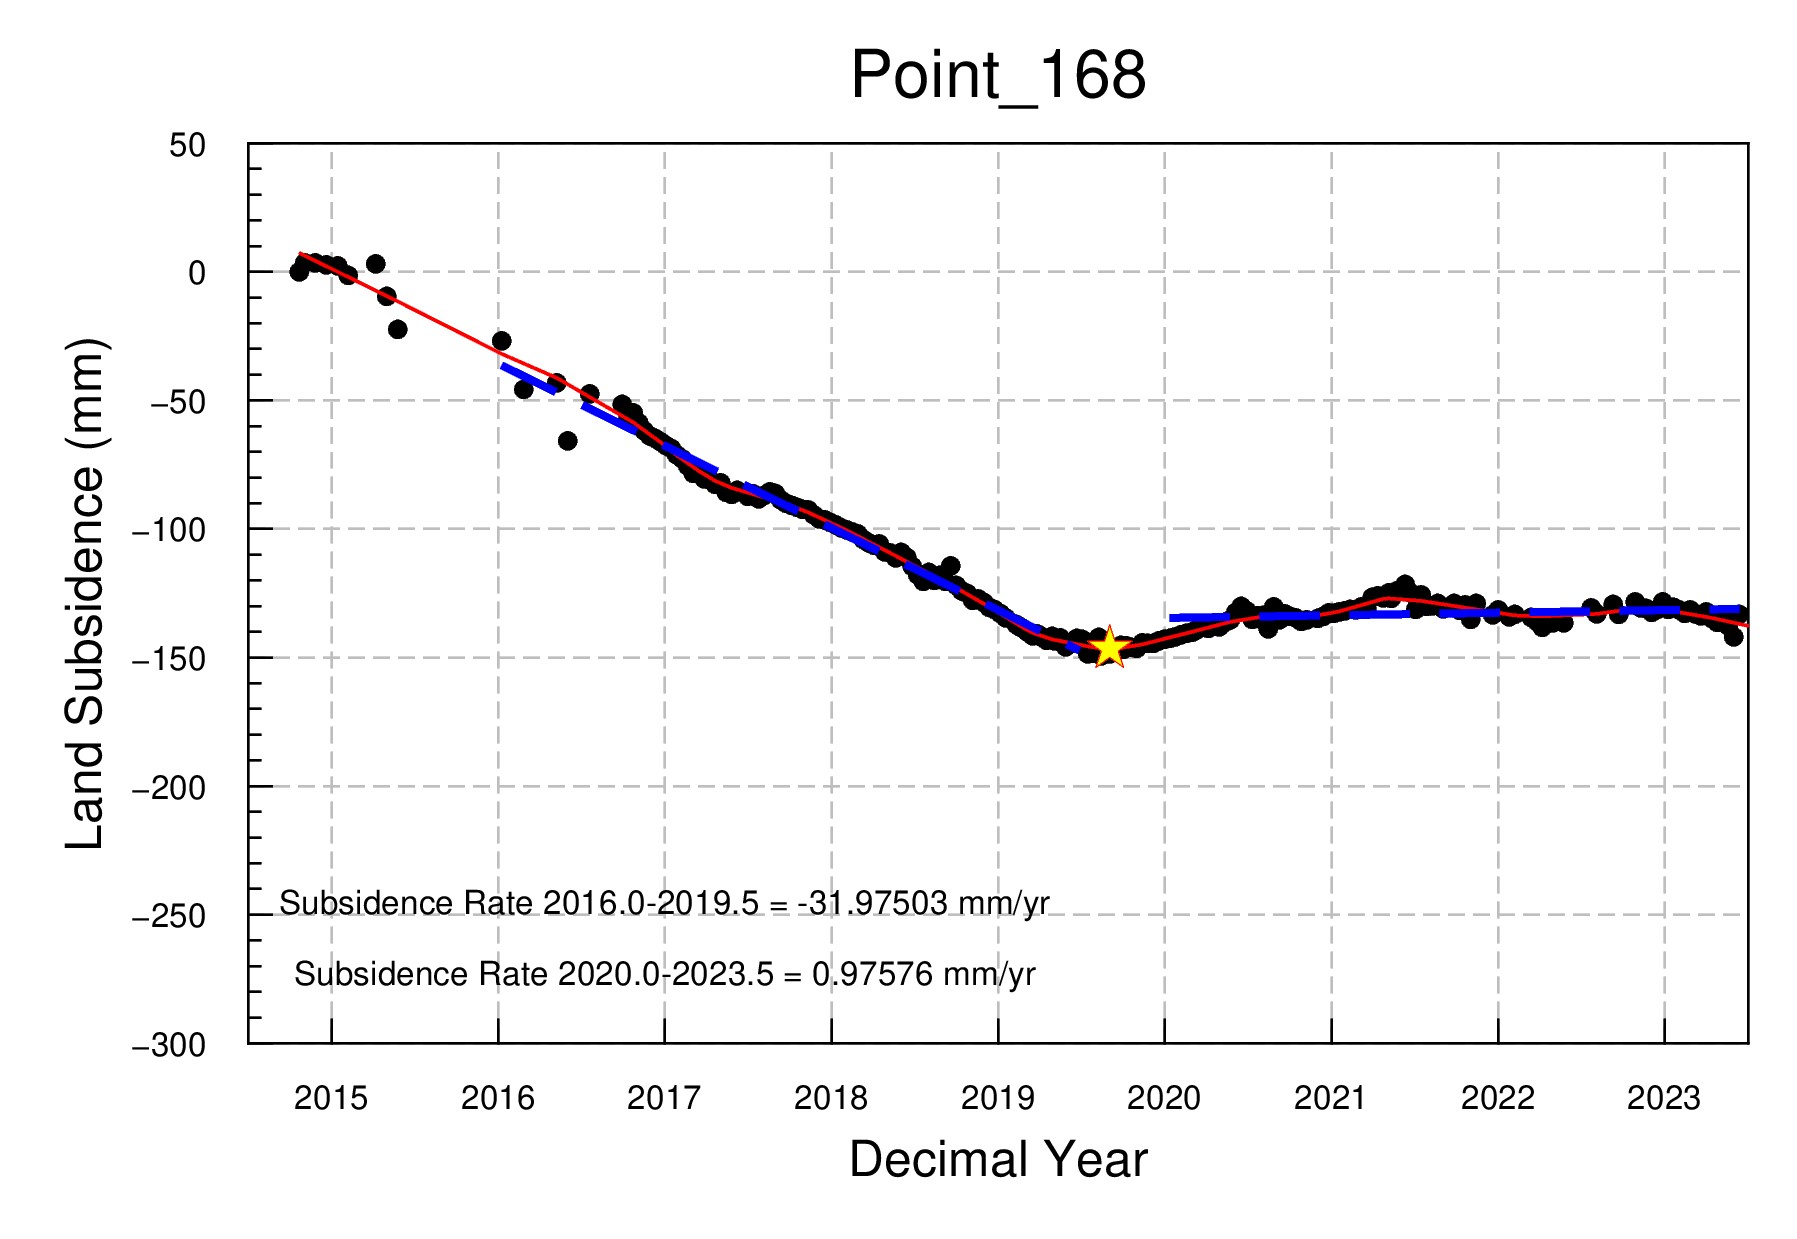 Point_168
50
0
−50
−100
−150
−200
−250
−300
Land Subsidence (mm)
Subsidence Rate 2016.0-2019.5 = -31.97503 mm/yr
Subsidence Rate 2020.0-2023.5 = 0.97576 mm/yr
2015 2016 2017 2018 2019 2020 2021 2022 2023
Decimal Year